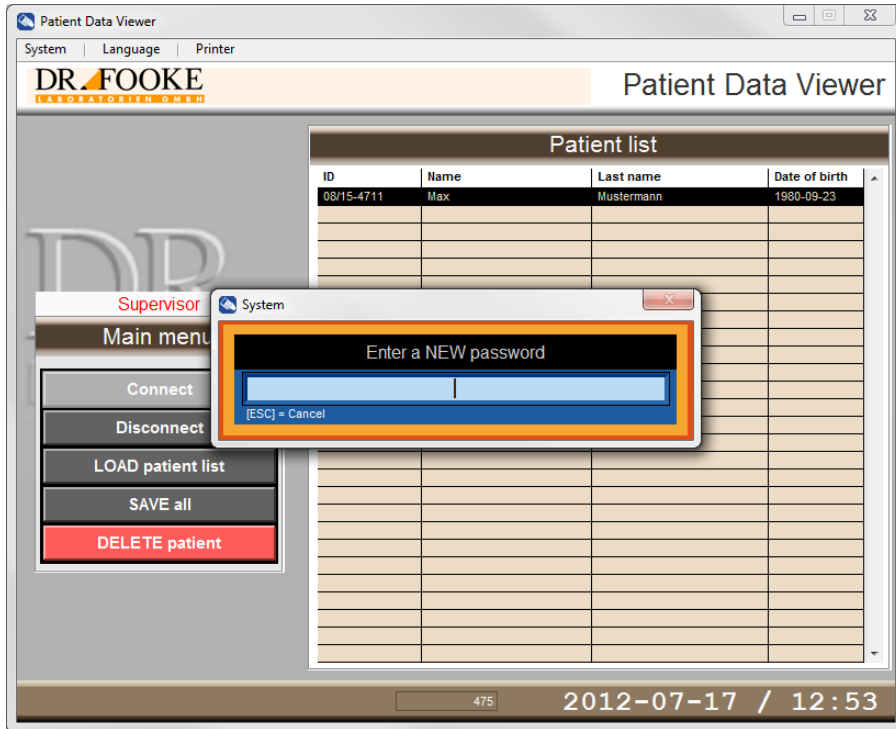 Patient Data Viewer
System | Language | Printer
DR. FOOKE
LABORATORIEN GMBH
Patient Data Viewer
Patient list
ID Name Last name Date of birth
08/15-4711 Max Mustermann 1980-09-23
DR
Supervisor
Main menu
Connect
Disconnect
LOAD patient list
SAVE all
DELETE patient
System
Enter a NEW password
[ESC] = Cancel
475
2012-07-17 / 12:53